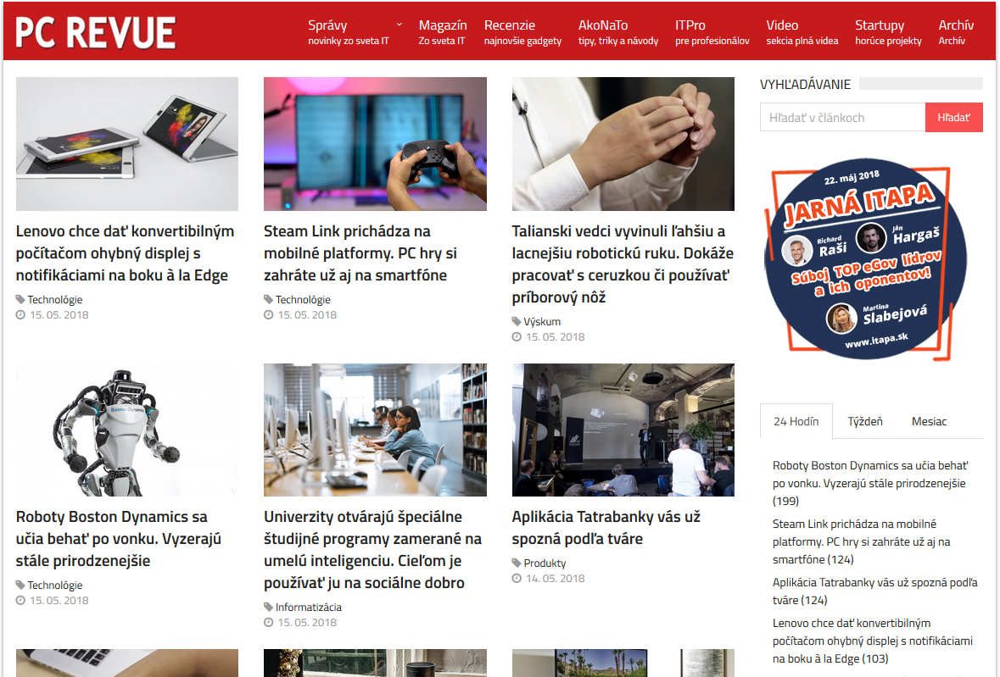 PC REVUE
Správy
novinky zo sveta IT
Magazín
Zo sveta IT
Recenzie
najnovšie gadgety
AkoNaTo
tipy, triky a návody
ITPro
pre profesionálov
Video
sekcia plná videa
Startupy
horúce projekty
Archív
Archív
Lenovo chce dať konvertibilným
počítačom ohybný displej s
notifikáciami na boku à la Edge
Technológie
15. 05. 2018
Steam Link prichádza na
mobilné platformy. PC hry si
zahráte už aj na smartfóne
Technológie
15. 05. 2018
Talianski vedci vyvinuli ľahšiu a
lacnejšiu robotickú ruku. Dokáže
pracovať s ceruzkou či používať
príborový nôž
Výskum
15. 05. 2018
Boston Dynamics
Roboty Boston Dynamics sa
učia behať po vonku. Vyzerajú
stále prirodzenejšie
Technológie
15. 05. 2018
Univerzity otvárajú špeciálne
študijné programy zamerané na
umelú inteligenciu. Cieľom je
používať ju na sociálne dobro
Informatizácia
15. 05. 2018
Aplikácia Tatrabanky vás už
spozná podľa tváre
Produkty
14. 05. 2018
VYHĽADÁVANIE
Hľadať v článkoch
Hľadať
22. máj 2018
JARNÁ ITAPA
Richard
Raši
Ján
Hargaš
Súboj TOP eGov lídrov
a ich oponentov!
Martina
Slabejová
www.itapa.sk
24 Hodín
Týždeň
Mesiac
Roboty Boston Dynamics sa učia behať
po vonku. Vyzerajú stále prirodzenejšie
(199)
Steam Link prichádza na mobilné
platformy. PC hry si zahráte už aj na
smartfóne (124)
Aplikácia Tatrabanky vás už spozná podľa
tváre (124)
Lenovo chce dať konvertibilným
počítačom ohybný displej s notifikáciami
na boku à la Edge (103)